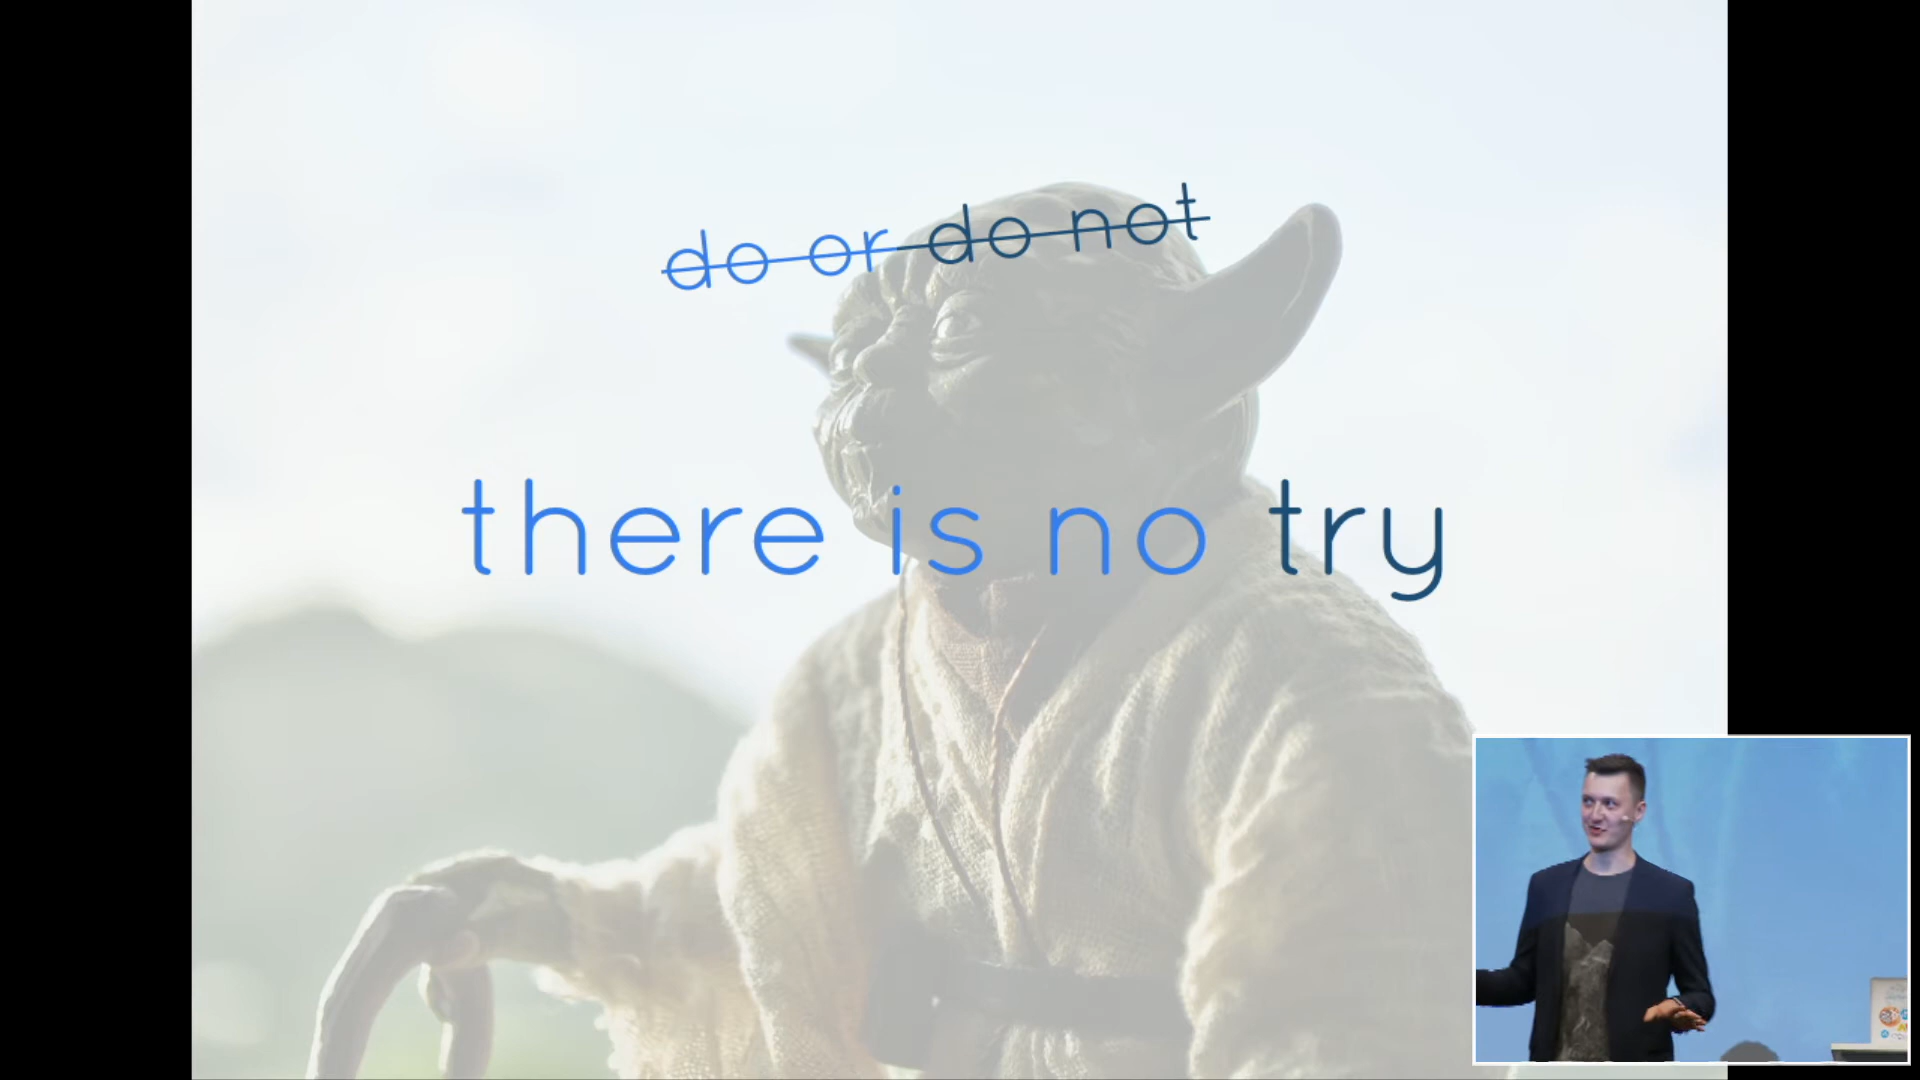 do or do not
there is no try